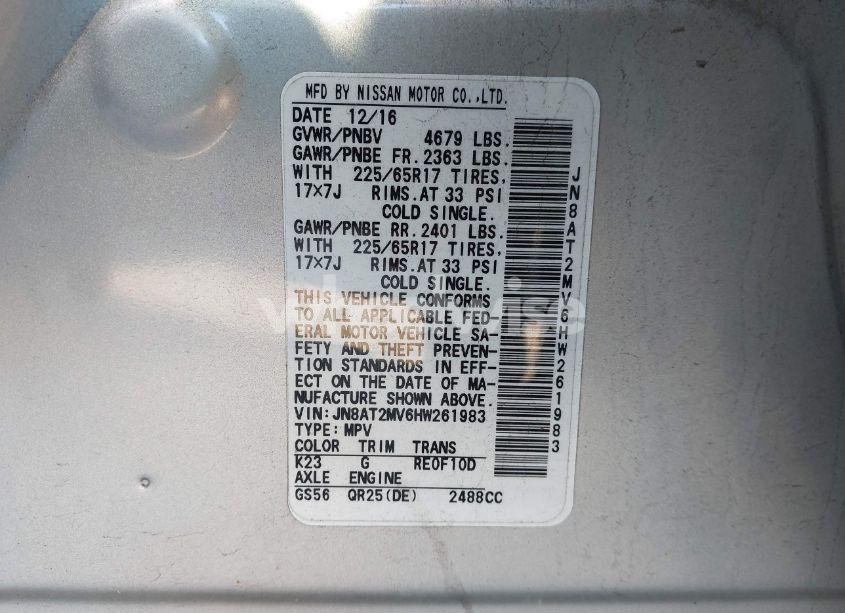 MFD BY NISSAN MOTOR CO.,LTD.
DATE 12/16
GVWR/PNBV 4679 LBS.
GAWR/PNBE FR. 2363 LBS.
WITH 225/65R17 TIRES,
17×7J RIMS. AT 33 PSI
COLD SINGLE.
GAWR/PNBE RR. 2401 LBS.
WITH 225/65R17 TIRES,
17×7J RIMS. AT 33 PSI
COLD SINGLE.
THIS VEHICLE CONFORMS
TO ALL APPLICABLE FED-
ERAL MOTOR VEHICLE SA-
FETY AND THEFT PREVEN-
TION STANDARDS IN EFF-
ECT ON THE DATE OF MA-
NUFACTURE SHOWN ABOVE.
VIN:JN8AT2MV6HW261983
TYPE:MPV
COLOR TRIM TRANS
K23 G RE0F10D
AXLE ENGINE
GS56 QR25(DE) 2488CC
JN8AT2MV6HW261983